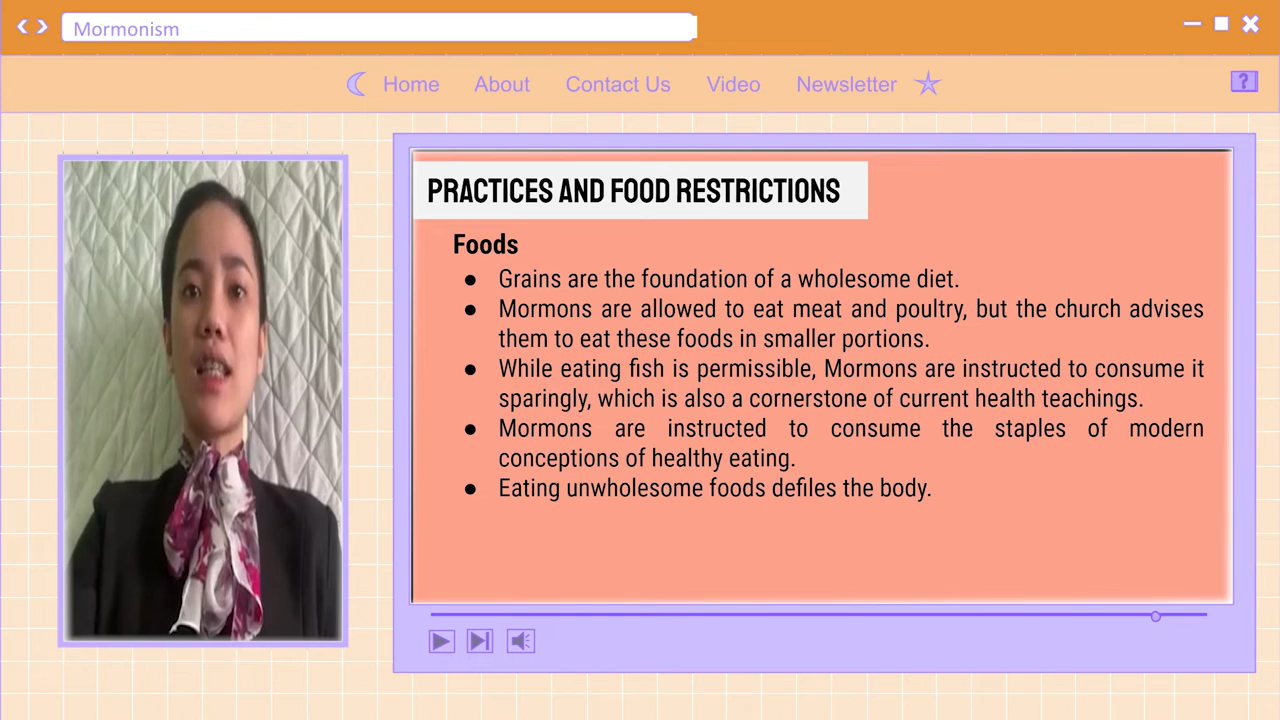 Mormonism
Home About Contact Us Video Newsletter
?
PRACTICES AND FOOD RESTRICTIONS
Foods
● Grains are the foundation of a wholesome diet.
● Mormons are allowed to eat meat and poultry, but the church advises
them to eat these foods in smaller portions.
● While eating fish is permissible, Mormons are instructed to consume it
sparingly, which is also a cornerstone of current health teachings.
● Mormons are instructed to consume the staples of modern
conceptions of healthy eating.
● Eating unwholesome foods defiles the body.